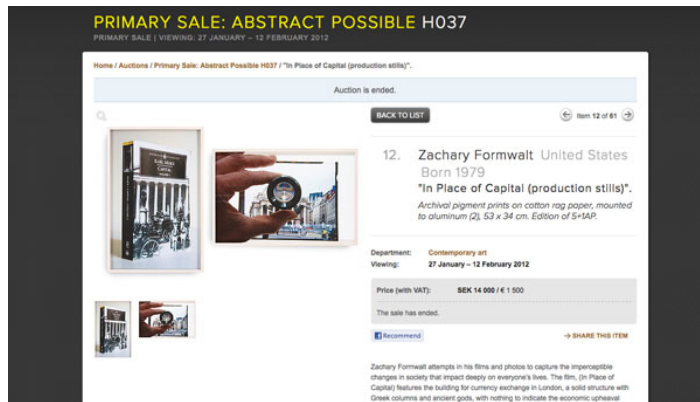 PRIMARY SALE: ABSTRACT POSSIBLE H037
PRIMARY SALE | VIEWING: 27 JANUARY – 12 FEBRUARY 2012
Home / Auctions / Primary Sale: Abstract Possible H037 / "In Place of Capital (production stills)".
Auction is ended.
BACK TO LIST
Item 12 of 61
12. Zachary Formwalt United States
Born 1979
"In Place of Capital (production stills)".
Archival pigment prints on cotton rag paper, mounted
to aluminum (2), 53 x 34 cm. Edition of 5+1AP.
Department: Contemporary art
Viewing: 27 January – 12 February 2012
Price (with VAT): SEK 14 000 / € 1 500
The sale has ended.
Recommend
SHARE THIS ITEM
Zachary Formwalt attempts in his films and photos to capture the imperceptible
changes in society that impact deeply on everyone's lives. The film, (In Place of
Capital) features the building for currency exchange in London, a solid structure with
Greek columns and ancient gods, with nothing to indicate the economic upheaval
KARL MARX
CAPITAL